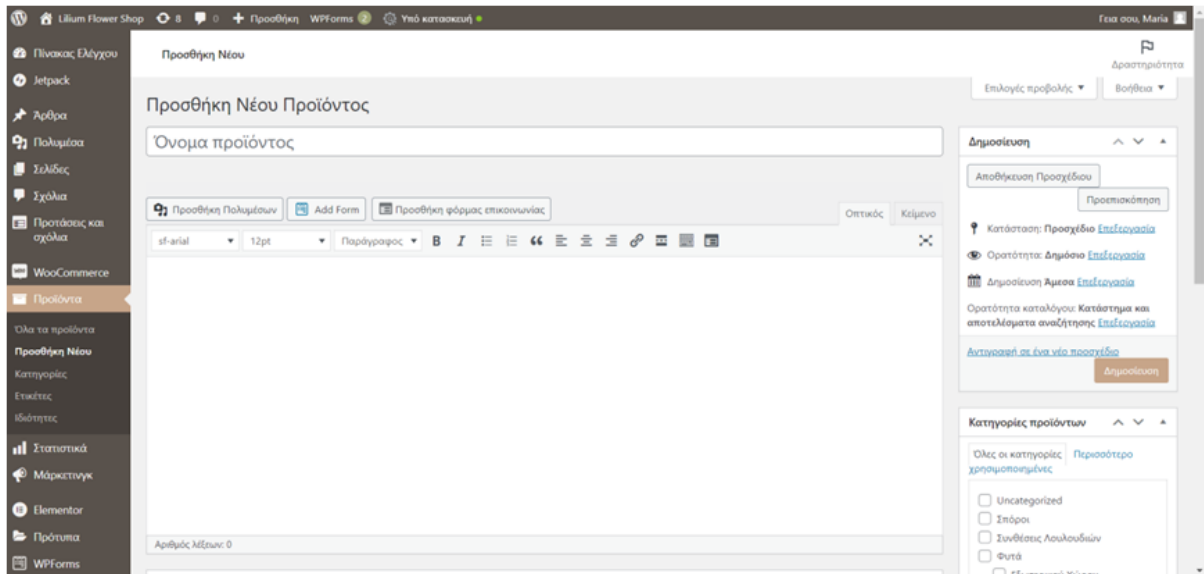 Lilium Flower Shop 8 0 Προσθήκη WPForms 2 Υπό κατασκευή Γεια σου, Maria
Πίνακας Ελέγχου
Jetpack
Άρθρα
Πολυμέσα
Σελίδες
Σχόλια
Προτάσεις και
σχόλια
WooCommerce
Προϊόντα
Όλα τα προϊόντα
Προσθήκη Νέου
Κατηγορίες
Ετικέτες
Ιδιότητες
Στατιστικά
Μάρκετινγκ
Elementor
Πρότυπα
WPForms
Προσθήκη Νέου
Δραστηριότητα
Επιλογές προβολής Βοήθεια
Προσθήκη Νέου Προϊόντος
Όνομα προϊόντος
Προσθήκη Πολυμέσων Add Form Προσθήκη φόρμας επικοινωνίας
Οπτικός Κείμενο
sf-arial 12pt Παράγραφος B I
Αριθμός λέξεων: 0
Δημοσίευση
Αποθήκευση Προσχέδιου
Προεπισκόπηση
Κατάσταση: Προσχέδιο Επεξεργασία
Ορατότητα: Δημόσιο Επεξεργασία
Δημοσίευση Άμεσα Επεξεργασία
Ορατότητα καταλόγου: Κατάστημα και
αποτελέσματα αναζήτησης Επεξεργασία
Αντιγραφή σε ένα νέο προσχέδιο
Δημοσίευση
Κατηγορίες προϊόντων
Όλες οι κατηγορίες Περισσότερο
χρησιμοποιημένες
Uncategorized
Σπόροι
Συνθέσεις Λουλουδιών
Φυτά